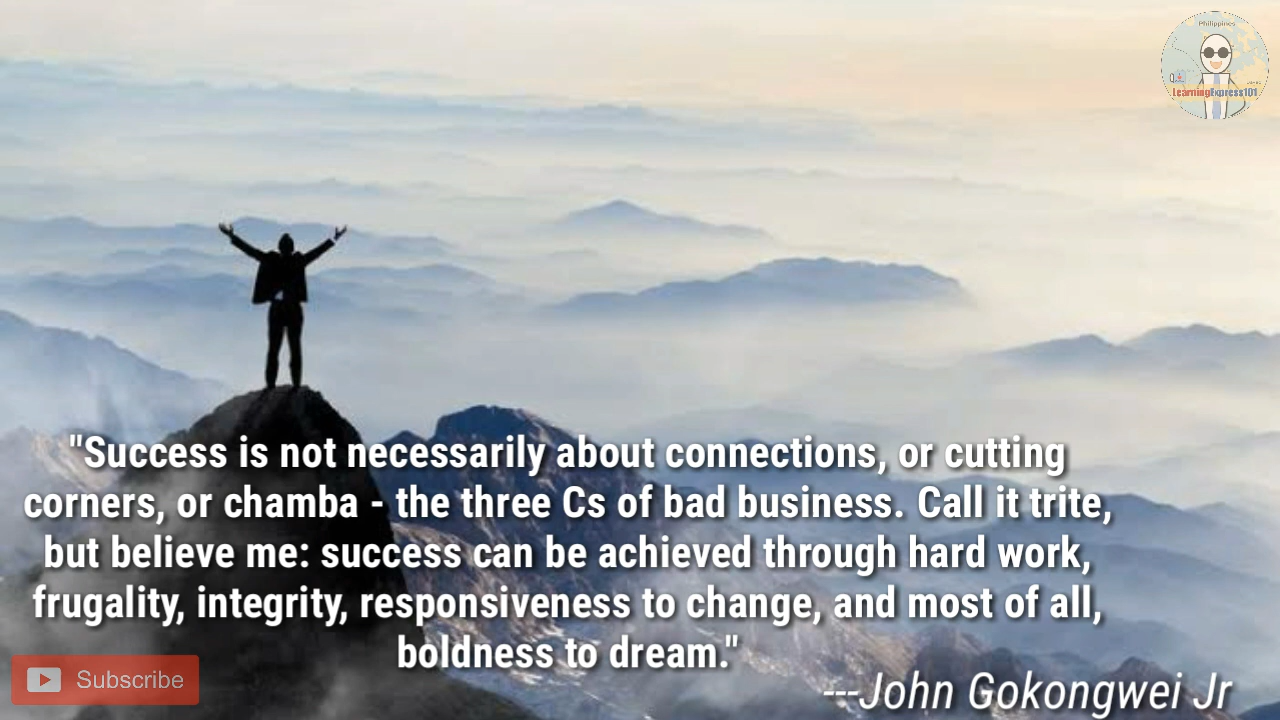 Philippines
LearningExpress101
"Success is not necessarily about connections, or cutting
corners, or chamba - the three Cs of bad business. Call it trite,
but believe me: success can be achieved through hard work,
frugality, integrity, responsiveness to change, and most of all,
boldness to dream."
---John Gokongwei Jr
Subscribe